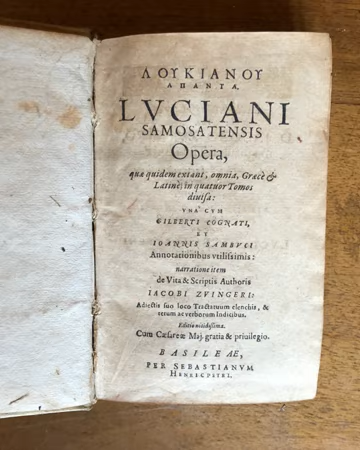 ΛΟΥΚΙΑΝΟΥ
ΑΠΑΝΤΑ.
LVCIANI
SAMOSATENSIS
Opera,
quæ quidem extant, omnia, Græcè &
Latinè, in quatuor Tomos
diuisa:
VNA CVM
GILBERTI COGNATI,
ET
IOANNIS SAMBVCI
Annotationibus vtilissimis:
narratione item
de Vita & Scriptis Authoris
IACOBI ZVINGERI:
Adiectis suo loco Tractatuum elenchis, &
rerum ac verborum Indicibus.
Editio nitidissima.
Cum Cæsareæ Maj. gratia & priuilegio.
BASILEAE,
PER SEBASTIANVM
HENRICPETRI.